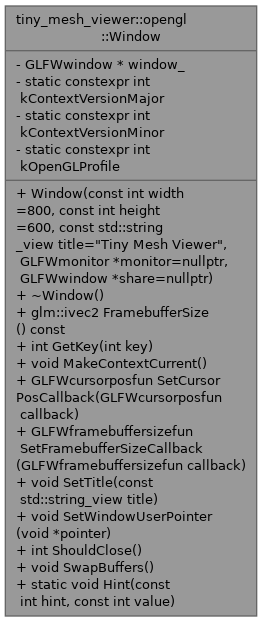 tiny_mesh_viewer::opengl
::Window
- GLFWwindow * window_
- static constexpr int
kContextVersionMajor
- static constexpr int
kContextVersionMinor
- static constexpr int
kOpenGLProfile
+ Window(const int width
=800, const int height
=600, const std::string
_view title="Tiny Mesh Viewer",
GLFWmonitor *monitor=nullptr,
GLFWwindow *share=nullptr)
+ ~Window()
+ glm::ivec2 FramebufferSize
() const
+ int GetKey(int key)
+ void MakeContextCurrent()
+ GLFWcursorposfun SetCursor
PosCallback(GLFWcursorposfun
callback)
+ GLFWframebuffersizefun
SetFramebufferSizeCallback
(GLFWframebuffersizefun callback)
+ void SetTitle(const
std::string_view title)
+ void SetWindowUserPointer
(void *pointer)
+ int ShouldClose()
+ void SwapBuffers()
+ static void Hint(const
int hint, const int value)